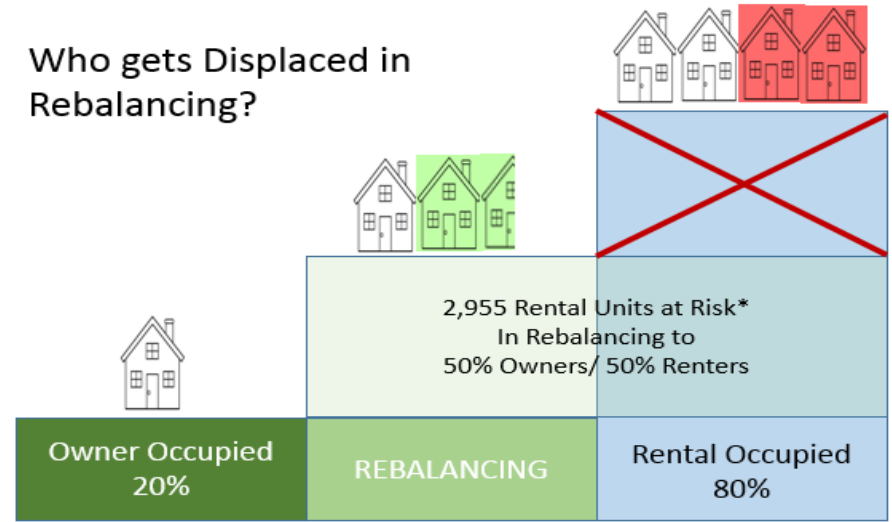 Who gets Displaced in
Rebalancing?
2,955 Rental Units at Risk*
In Rebalancing to
50% Owners/ 50% Renters
Owner Occupied
20%
REBALANCING
Rental Occupied
80%